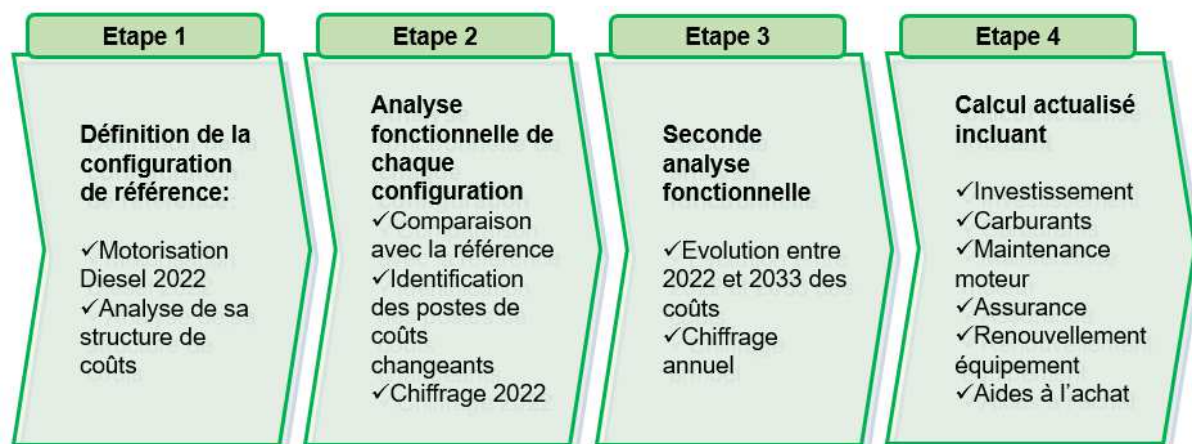 Etape 1
Définition de la
configuration
de référence:
✓Motorisation
Diesel 2022
✓Analyse de sa
structure de
coûts
Etape 2
Analyse
fonctionnelle de
chaque
configuration
✓Comparaison
avec la référence
✓Identification
des postes de
coûts
changeants
✓Chiffrage 2022
Etape 3
Seconde
analyse
fonctionnelle
✓Evolution entre
2022 et 2033 des
coûts
✓Chiffrage
annuel
Etape 4
Calcul actualisé
incluant
✓Investissement
✓Carburants
✓Maintenance
moteur
✓Assurance
✓Renouvellement
équipement
✓Aides à l’achat